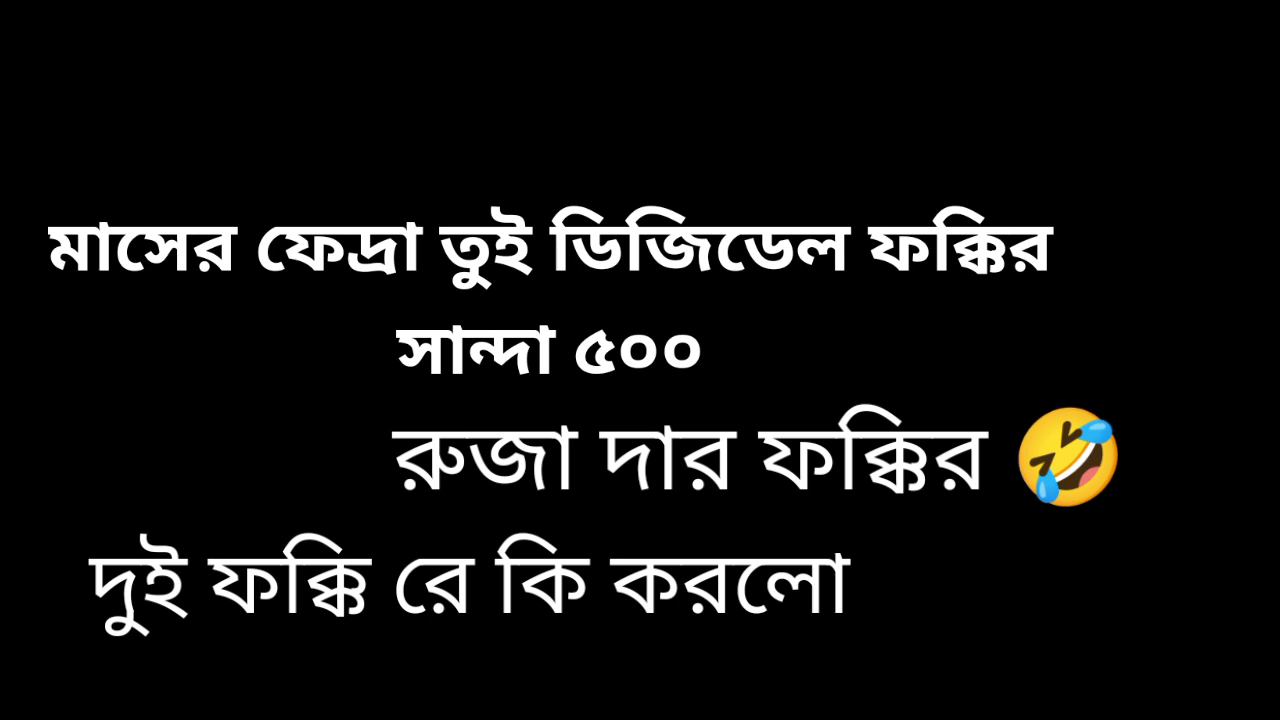 মাসের ফেদ্রা তুই ডিজিডেল ফক্কির
সান্দা ৫০০
রুজা দার ফক্কির 🤣
দুই ফক্কি রে কি করলো